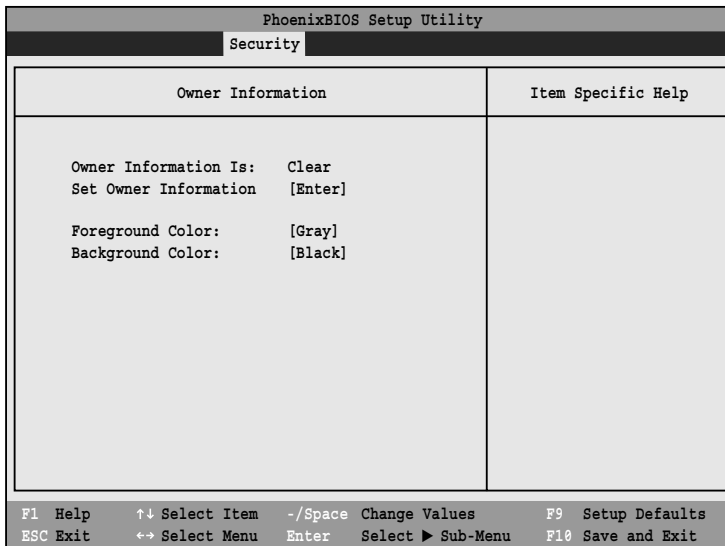 PhoenixBIOS Setup Utility
Security
Owner Information
Item Specific Help
Owner Information Is: Clear
Set Owner Information [Enter]
Foreground Color: [Gray]
Background Color: [Black]
F1 Help ↑↓ Select Item -/Space Change Values F9 Setup Defaults
ESC Exit ←→ Select Menu Enter Select ▶ Sub-Menu F10 Save and Exit